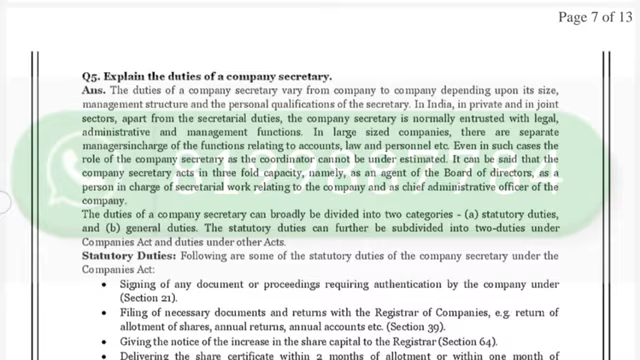 Page 7 of 13
Q5. Explain the duties of a company secretary.
Ans. The duties of a company secretary vary from company to company depending upon its size,
management structure and the personal qualifications of the secretary. In India, in private and in joint
sectors, apart from the secretarial duties, the company secretary is normally entrusted with legal,
administrative and management functions. In large sized companies, there are separate
managersincharge of the functions relating to accounts, law and personnel etc. Even in such cases the
role of the company secretary as the coordinator cannot be under estimated. It can be said that the
company secretary acts in three fold capacity, namely, as an agent of the Board of directors, as a
person in charge of secretarial work relating to the company and as chief administrative officer of the
company.
The duties of a company secretary can broadly be divided into two categories - (a) statutory duties,
and (b) general duties. The statutory duties can further be subdivided into two-duties under
Companies Act and duties under other Acts.
Statutory Duties: Following are some of the statutory duties of the company secretary under the
Companies Act:
• Signing of any document or proceedings requiring authentication by the company under
(Section 21).
• Filing of necessary documents and returns with the Registrar of Companies, e.g. return of
allotment of shares, annual returns, annual accounts etc. (Section 39).
• Giving the notice of the increase in the share capital to the Registrar (Section 64).
• Delivering the share certificate within 2 months of allotment or within one month of